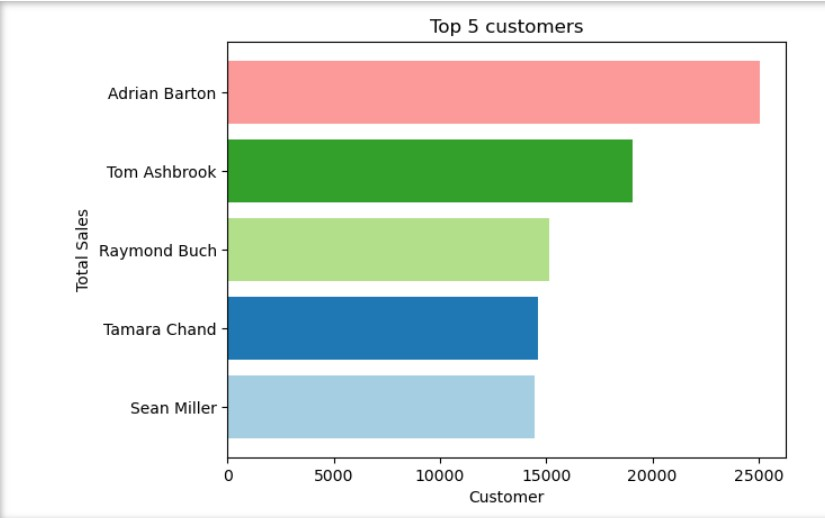 Top 5 customers
Adrian Barton
Tom Ashbrook
Raymond Buch
Tamara Chand
Sean Miller
Total Sales
0 5000 10000 15000 20000 25000
Customer